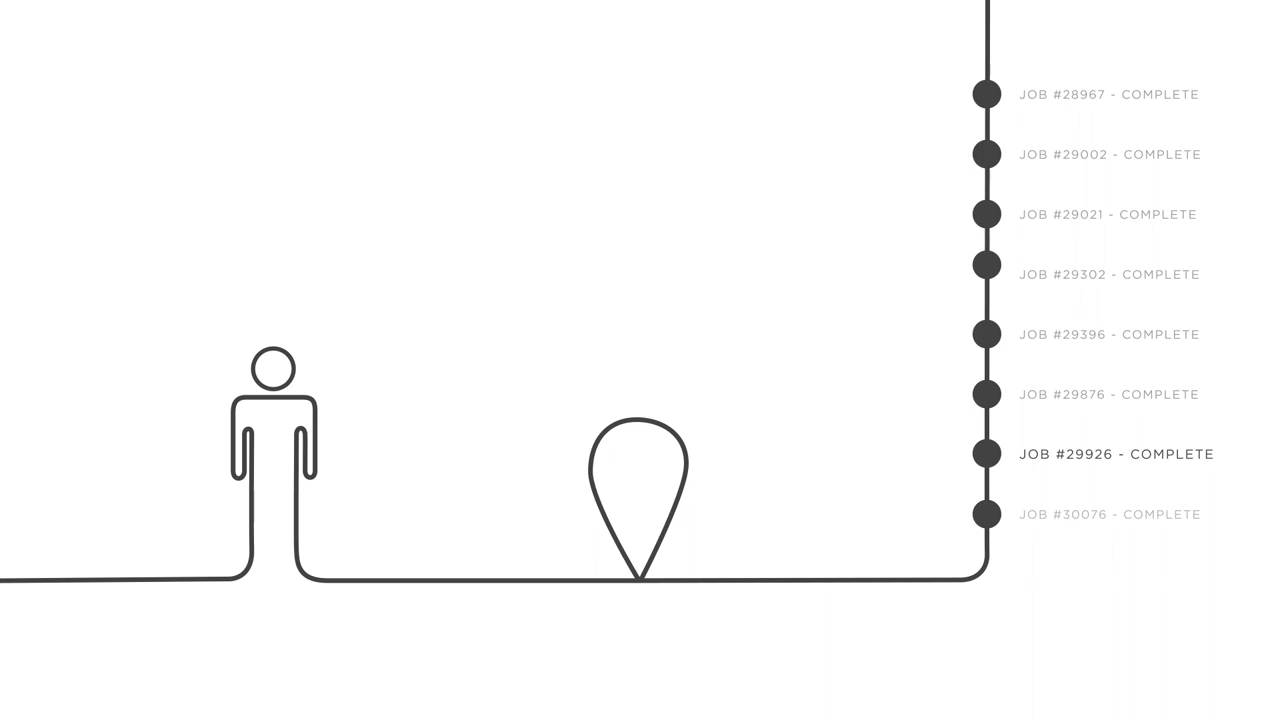 JOB #28967 - COMPLETE
JOB #29002 - COMPLETE
JOB #29021 - COMPLETE
JOB #29302 - COMPLETE
JOB #29396 - COMPLETE
JOB #29876 - COMPLETE
JOB #29926 - COMPLETE
JOB #30076 - COMPLETE